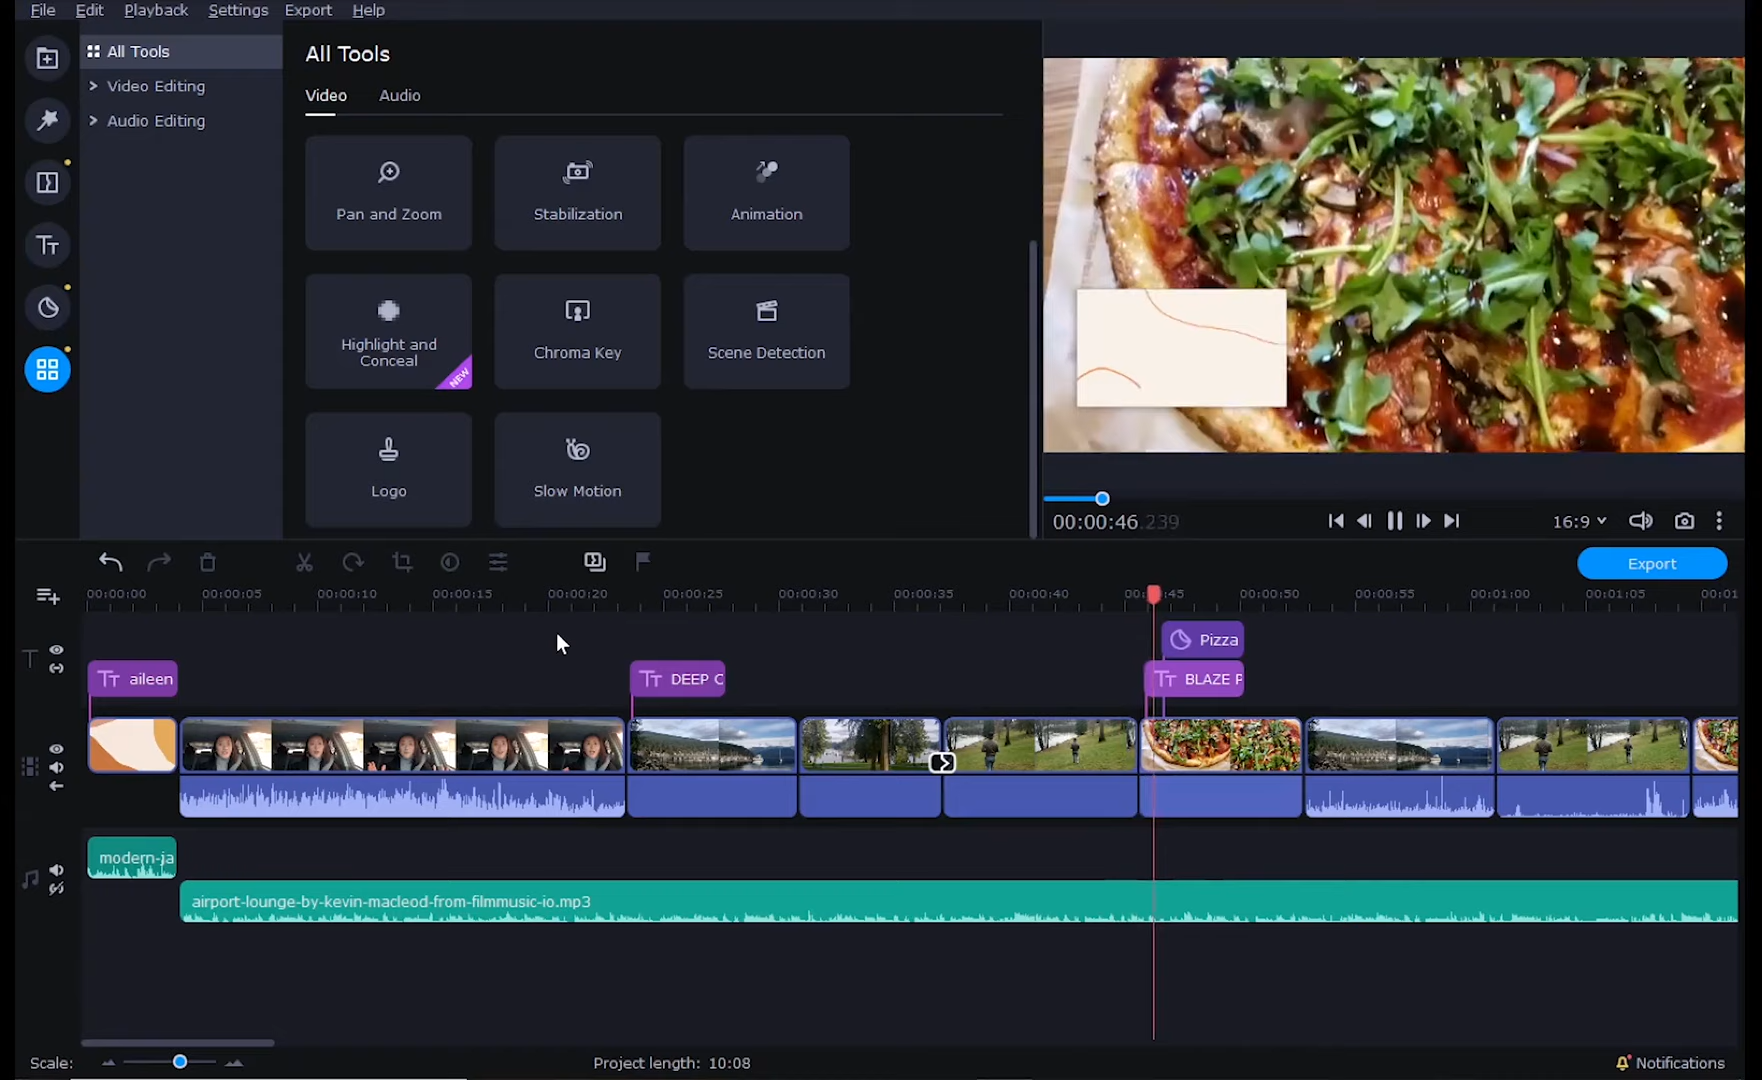 File Edit Playback Settings Export Help
All Tools
Video Editing
Audio Editing
All Tools
Video Audio
Pan and Zoom
Stabilization
Animation
Highlight and
Conceal
NEW
Chroma Key
Scene Detection
Logo
Slow Motion
00:00:46.239
16:9
Export
00:00:00 00:00:05 00:00:10 00:00:15 00:00:20 00:00:25 00:00:30 00:00:35 00:00:40 00:00:45 00:00:50 00:00:55 00:01:00 00:01:05 00:01
Pizza
aileen
DEEP C
BLAZE P
modern-ja
airport-lounge-by-kevin-macleod-from-filmmusic-io.mp3
Scale:
Project length: 10:08
Notifications